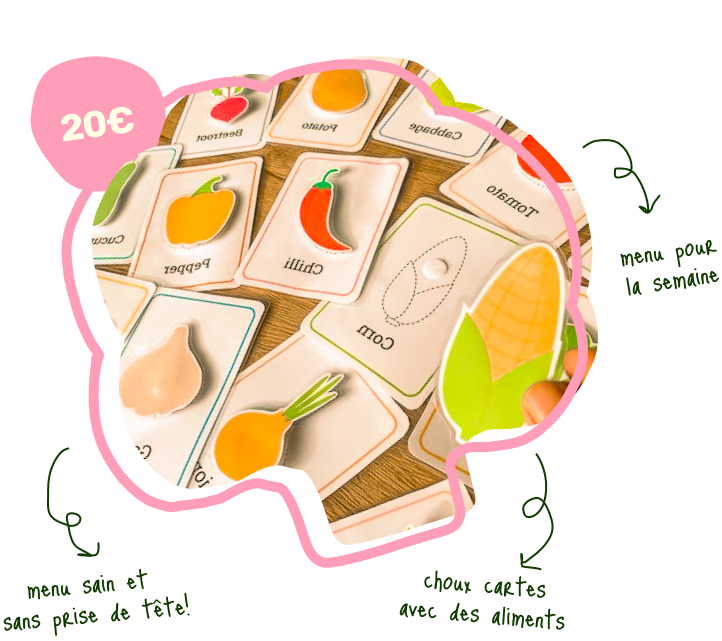 20€
Beetroot
Potato
Cabbage
Tomato
Pepper
Chilli
Corn
menu pour
la semaine
menu sain et
sans prise de tête!
choux cartes
avec des aliments